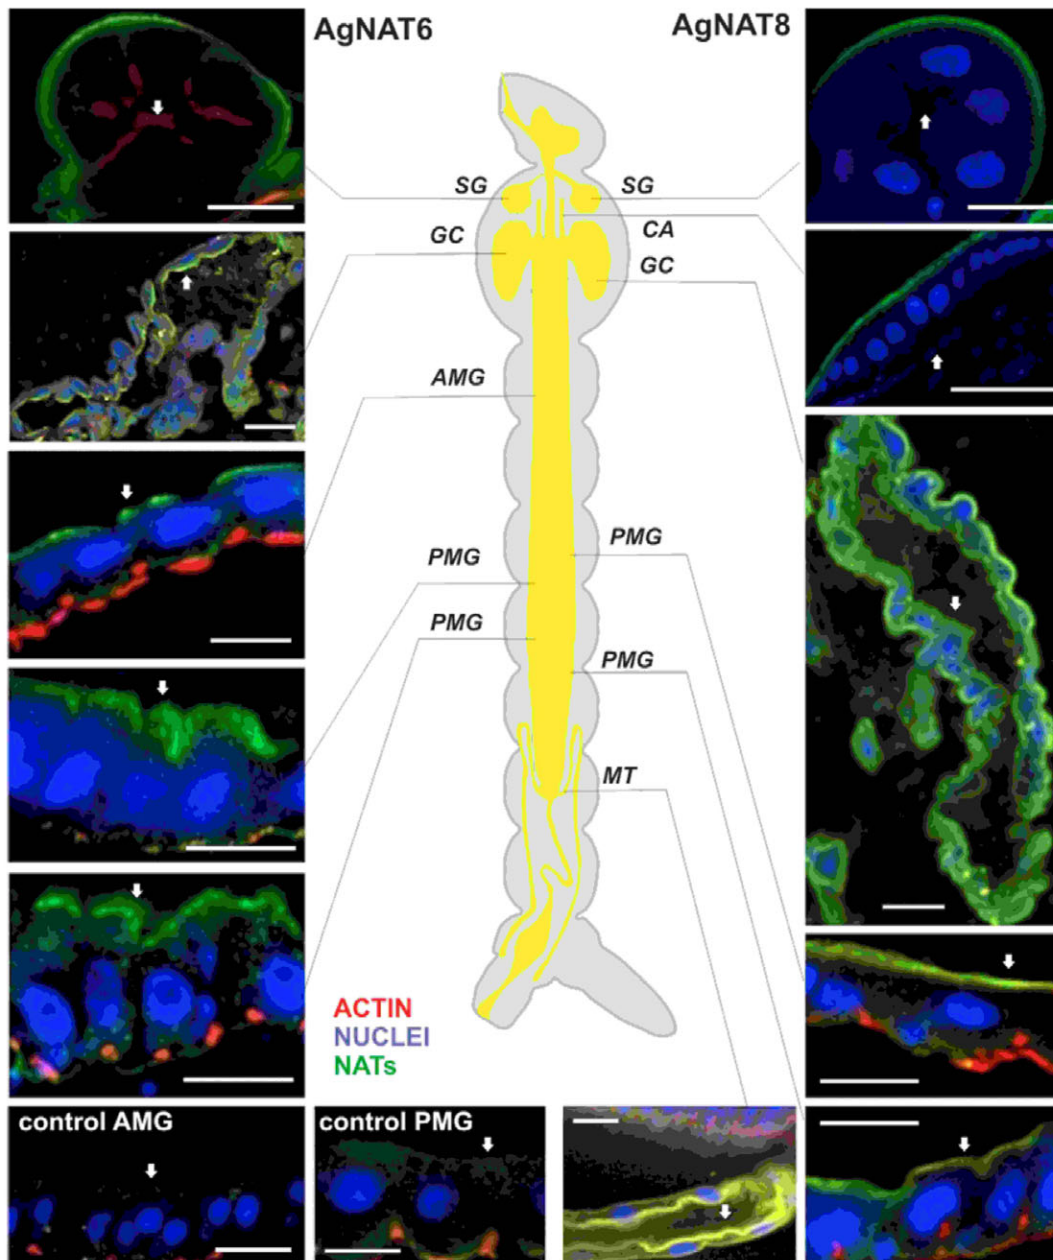 AgNAT6
AgNAT8
SG
SG
GC
CA
GC
AMG
PMG
PMG
PMG
PMG
MT
ACTIN
NUCLEI
NATs
control AMG
control PMG